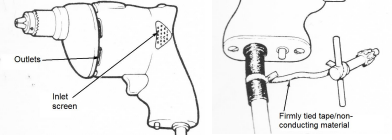 Outlets
Inlet
screen
Firmly tied tape/non-
conducting material